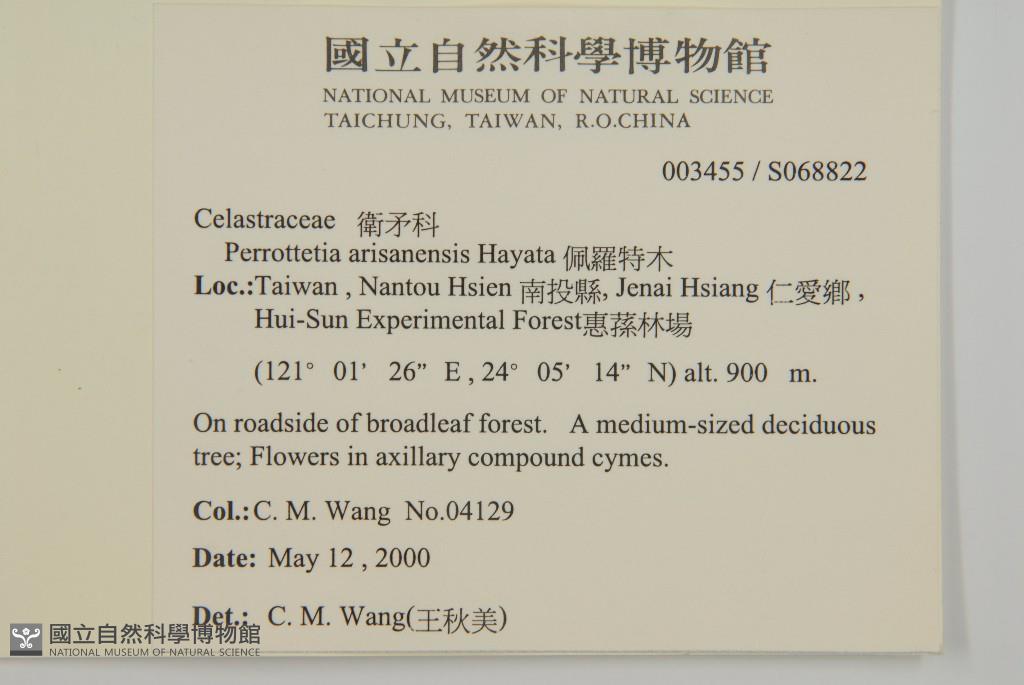 國立自然科學博物館
NATIONAL MUSEUM OF NATURAL SCIENCE
TAICHUNG, TAIWAN, R.O.CHINA
003455 / S068822
Celastraceae 衛矛科
Perrottetia arisanensis Hayata 佩羅特木
Loc.:Taiwan , Nantou Hsien 南投縣, Jenai Hsiang 仁愛鄉 ,
Hui-Sun Experimental Forest惠蓀林場
(121° 01’ 26” E , 24° 05’ 14” N) alt. 900 m.
On roadside of broadleaf forest. A medium-sized deciduous
tree; Flowers in axillary compound cymes.
Col.: C. M. Wang No.04129
Date: May 12 , 2000
Det.: C. M. Wang(王秋美)
國立自然科學博物館
NATIONAL MUSEUM OF NATURAL SCIENCE